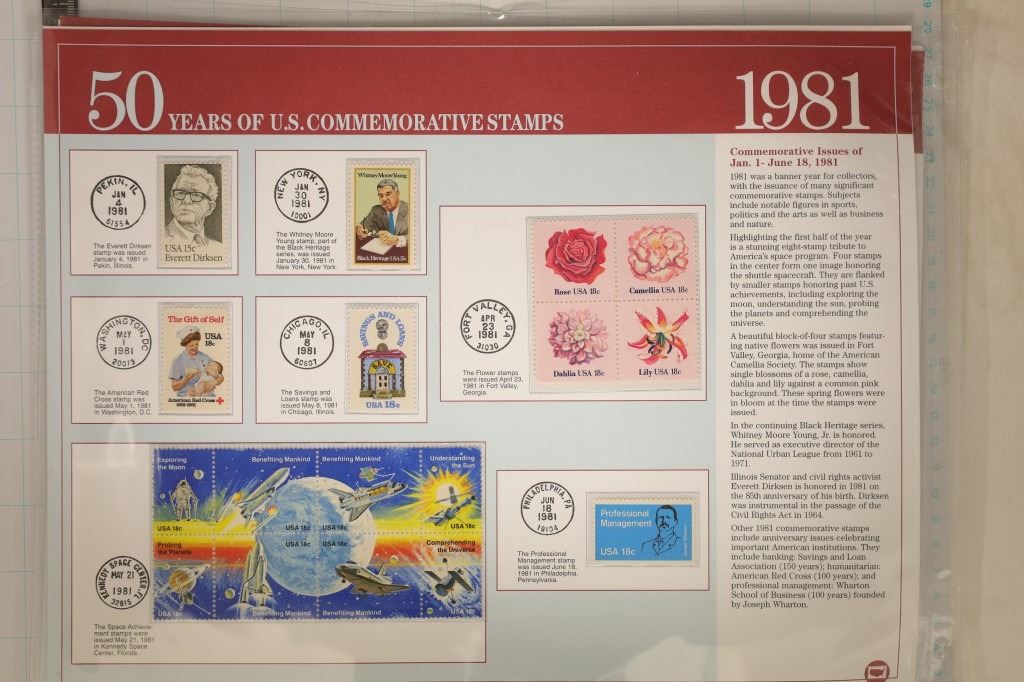 50 YEARS OF U.S. COMMEMORATIVE STAMPS
1981
PEKIN, IL
JAN
4
1981
61554
USA 15c
Everett Dirksen
The Everett Dirksen
stamp was issued
January 4, 1981 in
Pekin, Illinois.
NEW YORK, NY
JAN
30
1981
10001
Whitney Moore Young
Black Heritage USA 15c
The Whitney Moore
Young stamp, part of
the Black Heritage
series, was issued
January 30, 1981 in
New York, New York.
WASHINGTON, DC
MAY
1
1981
20013
The Gift of Self
USA
18c
American Red Cross
1881-1981
The American Red
Cross stamp was
issued May 1, 1981
in Washington, D.C.
CHICAGO, IL
MAY
8
1981
60607
SAVINGS AND LOANS
USA 18c
The Savings and
Loans stamp was
issued May 8, 1981
in Chicago, Illinois.
FORT VALLEY, GA
APR
23
1981
31030
Rose USA 18c
Camellia USA 18c
Dahlia USA 18c
Lily USA 18c
The Flower stamps
were issued April 23,
1981 in Fort Valley,
Georgia.
Exploring
the Moon
Benefiting Mankind
Benefiting Mankind
Understanding
the Sun
USA 18c
USA 18c
USA 18c
USA 18c
Probing
the Planets
USA 18c
USA 18c
Comprehending
the Universe
USA 18c
Benefiting Mankind
Benefiting Mankind
USA 18c
KENNEDY SPACE CENTER, FL
MAY 21
1981
32815
The Space Achieve-
ment stamps were
issued May 21, 1981
in Kennedy Space
Center, Florida.
PHILADELPHIA, PA
JUN
18
1981
19104
Professional
Management
USA 18c
The Professional
Management stamp
was issued June 18,
1981 in Philadelphia,
Pennsylvania.
Commemorative Issues of
Jan. 1- June 18, 1981
1981 was a banner year for collectors,
with the issuance of many significant
commemorative stamps. Subjects
include notable figures in sports,
politics and the arts as well as business
and nature.
Highlighting the first half of the year
is a stunning eight-stamp tribute to
America's space program. Four stamps
in the center form one image honoring
the shuttle spacecraft. They are flanked
by smaller stamps honoring past U.S.
achievements, including exploring the
moon, understanding the sun, probing
the planets and comprehending the
universe.
A beautiful block-of-four stamps featur-
ing native flowers was issued in Fort
Valley, Georgia, home of the American
Camellia Society. The stamps show
single blossoms of a rose, camellia,
dahlia and lily against a common pink
background. These spring flowers were
in bloom at the time the stamps were
issued.
In the continuing Black Heritage series,
Whitney Moore Young, Jr. is honored.
He served as executive director of the
National Urban League from 1961 to
1971.
Illinois Senator and civil rights activist
Everett Dirksen is honored in 1981 on
the 85th anniversary of his birth. Dirksen
was instrumental in the passage of the
Civil Rights Act in 1964.
Other 1981 commemorative stamps
include anniversary issues celebrating
important American institutions. They
include banking: Savings and Loan
Association (150 years); humanitarian:
American Red Cross (100 years); and
professional management: Wharton
School of Business (100 years) founded
by Joseph Wharton.